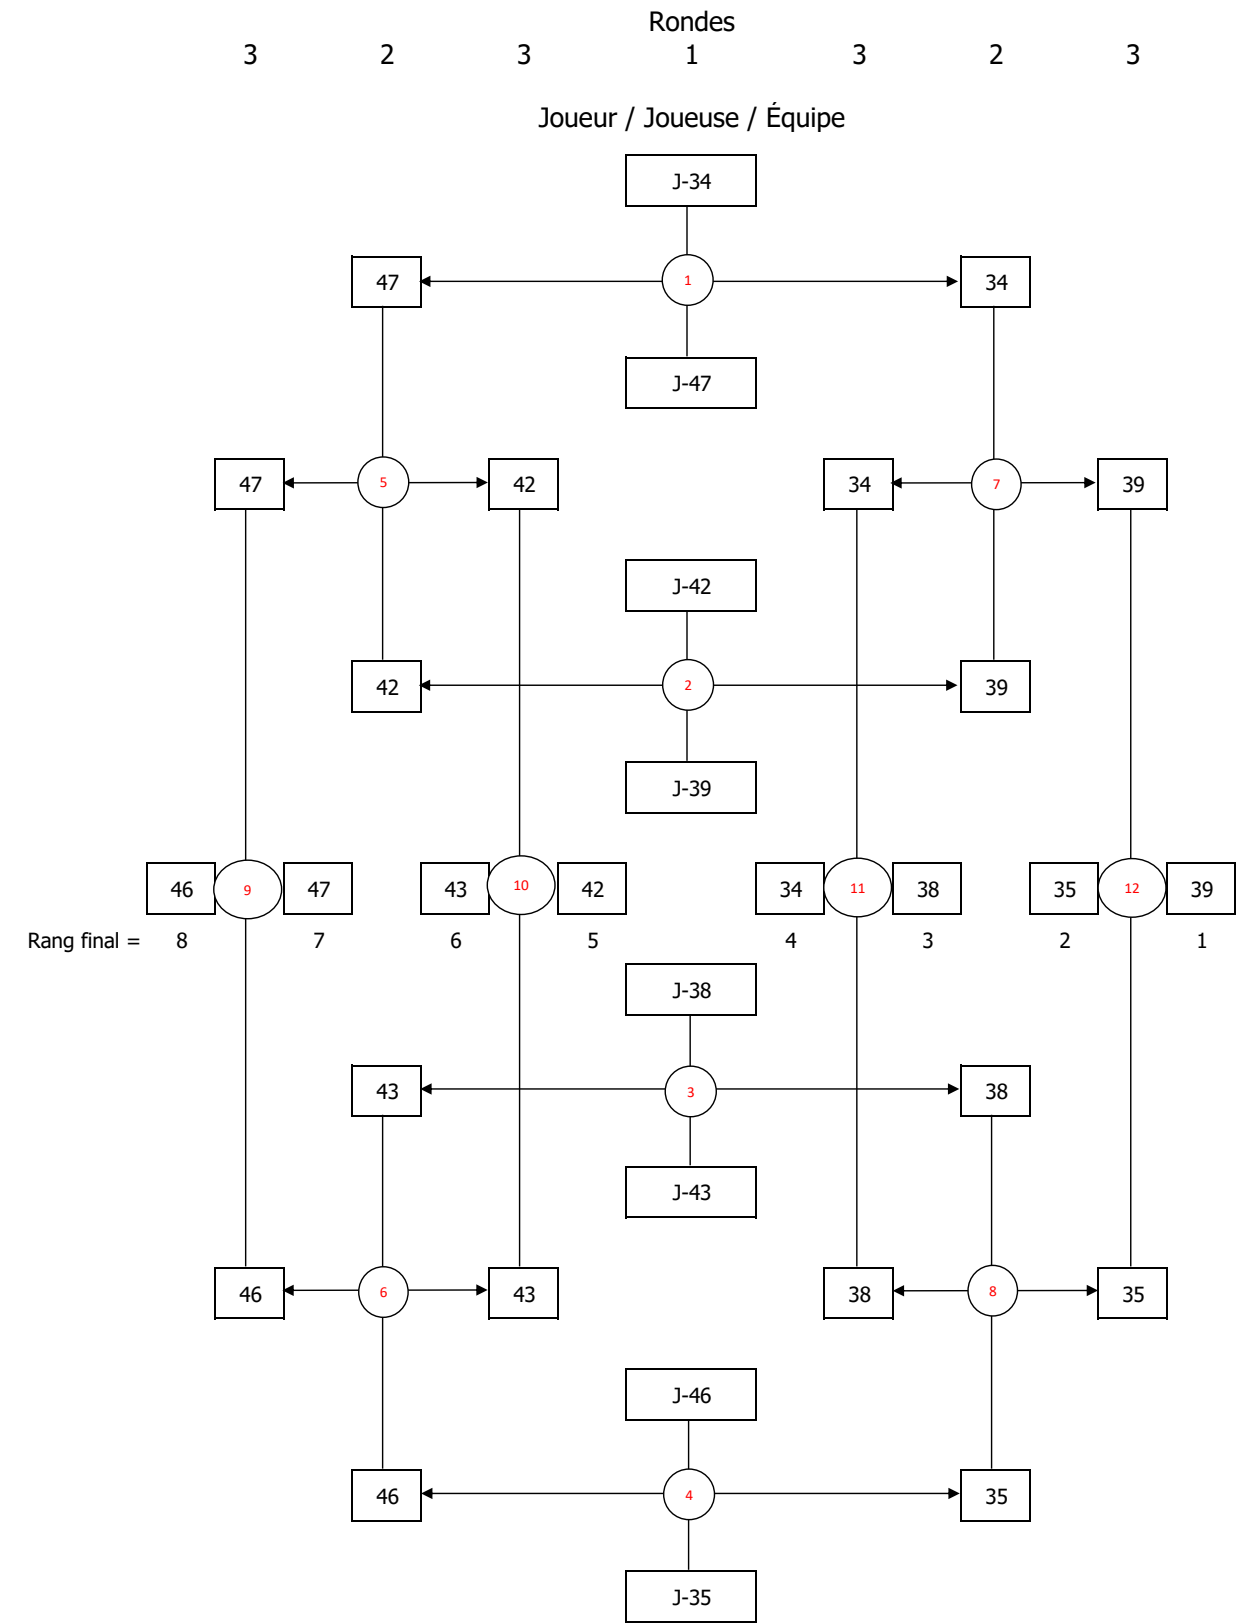 Rondes
3 2 3 1 3 2 3
Joueur / Joueuse / Équipe
J-34
47 1 34
J-47
47 5 42 34 7 39
J-42
42 2 39
J-39
46 9 47 43 10 42 34 11 38 35 12 39
Rang final = 8 7 6 5 4 3 2 1
J-38
43 3 38
J-43
46 6 43 38 8 35
J-46
46 4 35
J-35